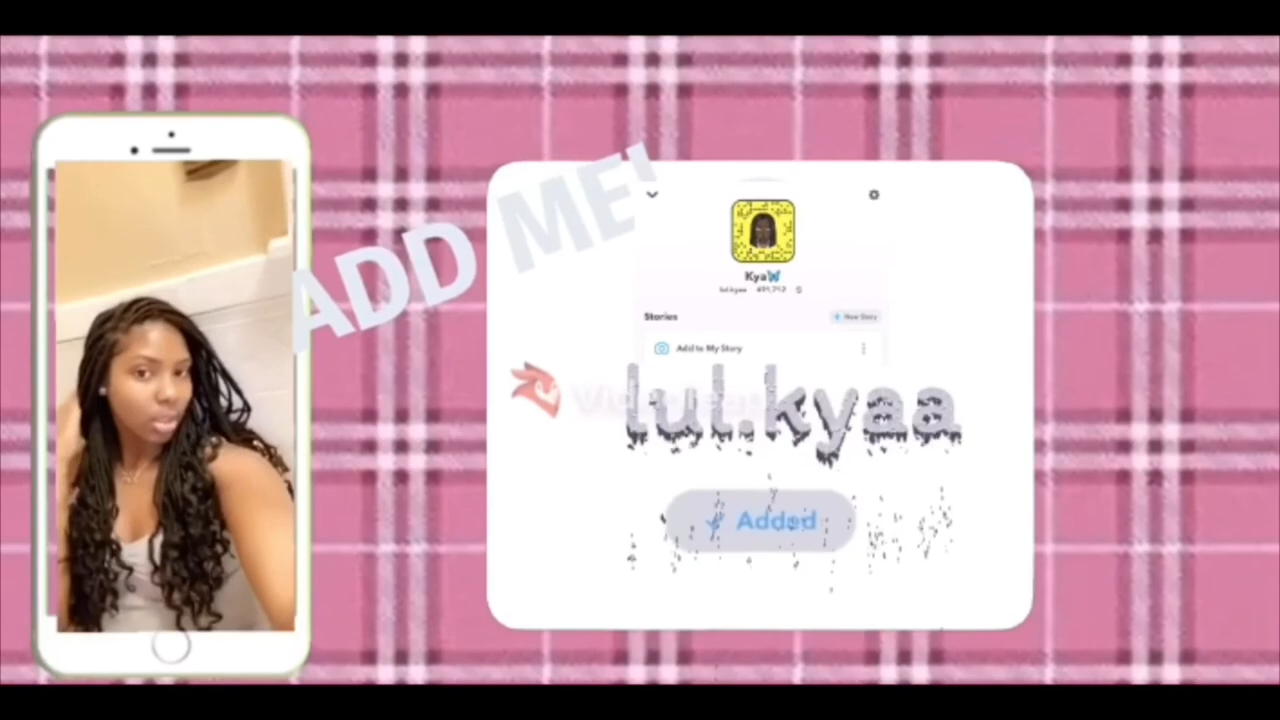 ADD ME!
Kya🦋
Stories
+ New Story
Add to My Story
lul.kyaa
Added